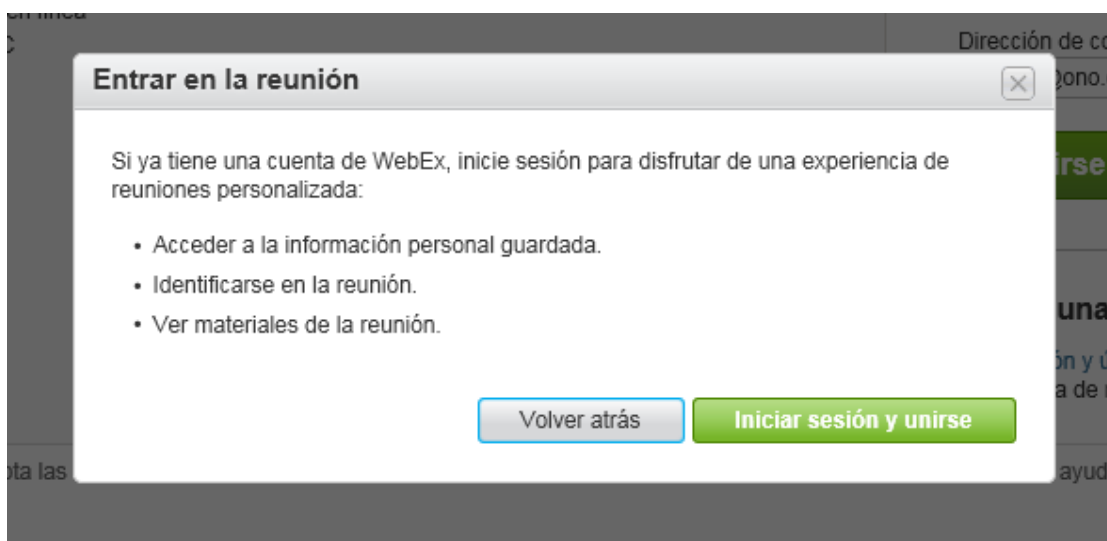 en línea
Dirección de
Entrar en la reunión
ono.
Si ya tiene una cuenta de WebEx, inicie sesión para disfrutar de una experiencia de
reuniones personalizada:
irse
• Acceder a la información personal guardada.
• Identificarse en la reunión.
una
• Ver materiales de la reunión.
ón y
a de
Volver atrás
Iniciar sesión y unirse
ota las
ayud